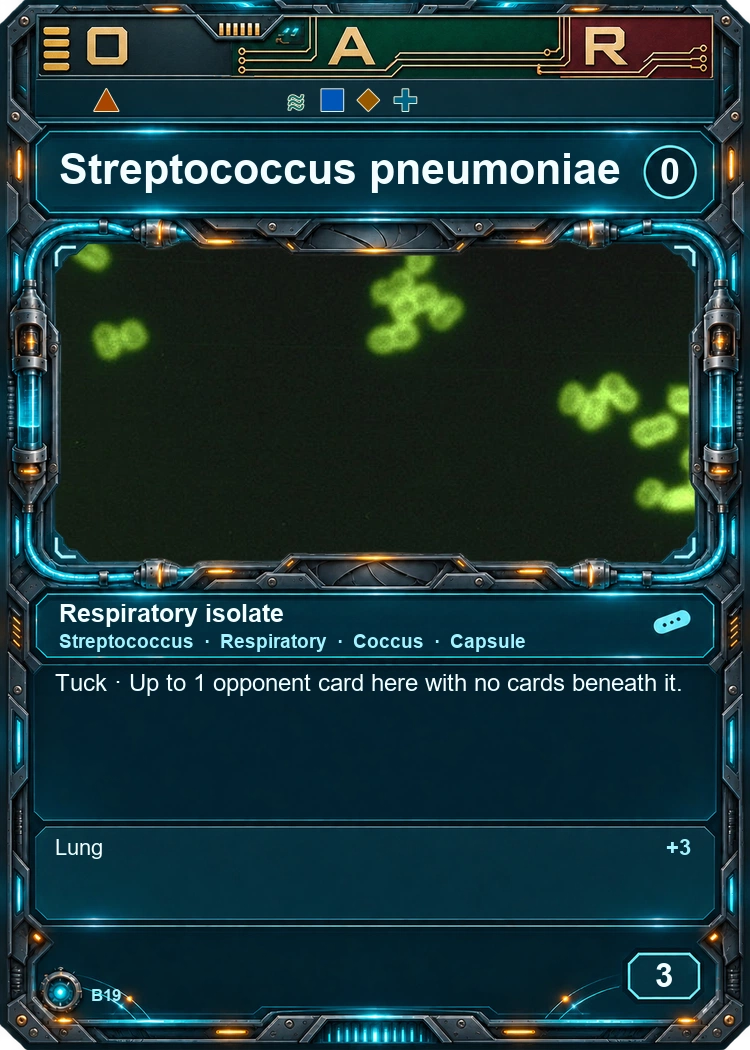 O A R
Streptococcus pneumoniae 0
Respiratory isolate
Streptococcus · Respiratory · Coccus · Capsule
Tuck · Up to 1 opponent card here with no cards beneath it.
Lung +3
3
B19